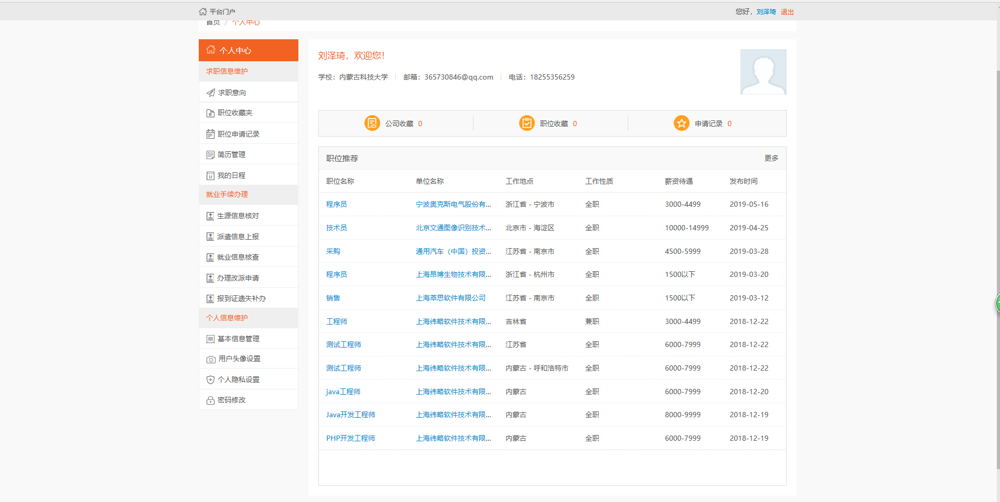 平台门户
您好，刘泽琦 退出
首页 / 个人中心
个人中心
求职信息维护
求职意向
职位收藏夹
职位申请记录
简历管理
我的日程
就业手续办理
生源信息核对
派遣信息上报
就业信息核查
办理改派申请
报到证遗失补办
个人信息维护
基本信息管理
用户头像设置
个人隐私设置
密码修改
刘泽琦，欢迎您！
学校：内蒙古科技大学 邮箱：365730846@qq.com 电话：18255356259
公司收藏 0 职位收藏 0 申请记录 0
职位推荐 更多
职位名称 单位名称 工作地点 工作性质 薪资待遇 发布时间
程序员 宁波奥克斯电气股份有... 浙江省 - 宁波市 全职 3000-4499 2019-05-16
技术员 北京文通图像识别技术... 北京市 - 海淀区 全职 10000-14999 2019-04-25
采购 通用汽车（中国）投资... 江苏省 - 南京市 全职 4500-5999 2019-03-28
程序员 上海昂博生物技术有限... 浙江省 - 杭州市 全职 1500以下 2019-03-20
销售 上海萃思软件有限公司 江苏省 - 南京市 全职 1500以下 2019-03-12
工程师 上海纬略软件技术有限... 吉林省 兼职 3000-4499 2018-12-22
测试工程师 上海纬略软件技术有限... 江苏省 全职 6000-7999 2018-12-22
测试工程师 上海纬略软件技术有限... 内蒙古 - 呼和浩特市 全职 6000-7999 2018-12-22
java工程师 上海纬略软件技术有限... 内蒙古 全职 6000-7999 2018-12-20
Java开发工程师 上海纬略软件技术有限... 内蒙古 全职 8000-9999 2018-12-19
PHP开发工程师 上海纬略软件技术有限... 内蒙古 全职 6000-7999 2018-12-19